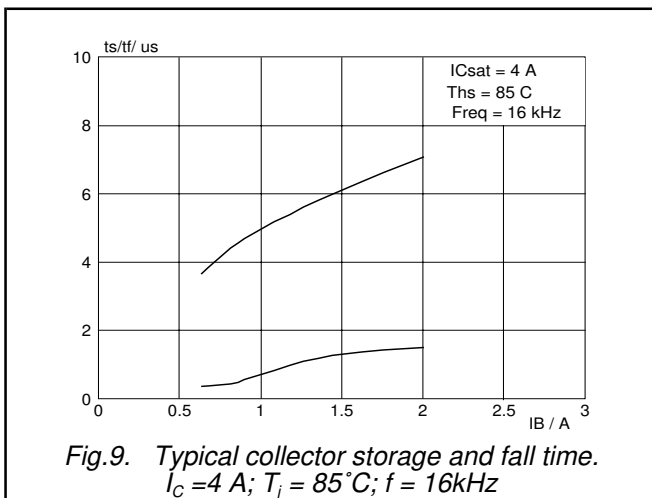 ts/tf/ us
10
ICsat = 4 A
Ths = 85 C
Freq = 16 kHz
8
6
4
2
0
0 0.5 1 1.5 2 2.5 3
IB / A
Fig.9. Typical collector storage and fall time.
I_C =4 A; T_j = 85˚C; f = 16kHz